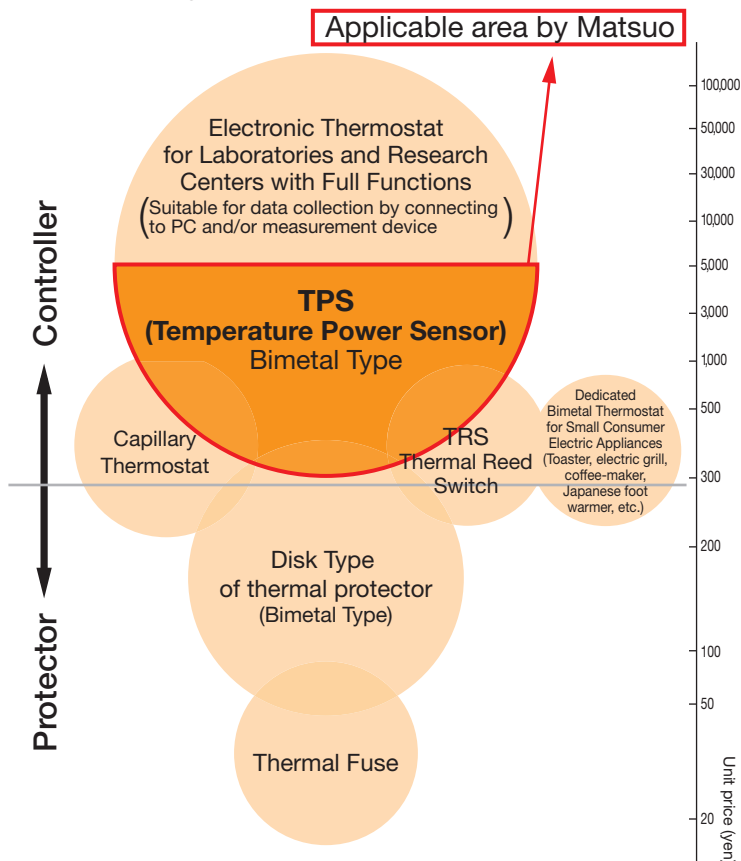 Applicable area by Matsuo
Electronic Thermostat
for Laboratories and Research
Centers with Full Functions
(Suitable for data collection by connecting
to PC and/or measurement device)
TPS
(Temperature Power Sensor)
Bimetal Type
Capillary
Thermostat
TRS
Thermal Reed
Switch
Dedicated
Bimetal Thermostat
for Small Consumer
Electric Appliances
(Toaster, electric grill,
coffee-maker,
Japanese foot
warmer, etc.)
Disk Type
of thermal protector
(Bimetal Type)
Thermal Fuse
Controller
Protector
100,000
50,000
30,000
10,000
5,000
3,000
1,000
500
300
200
100
50
20
Unit price (yen)